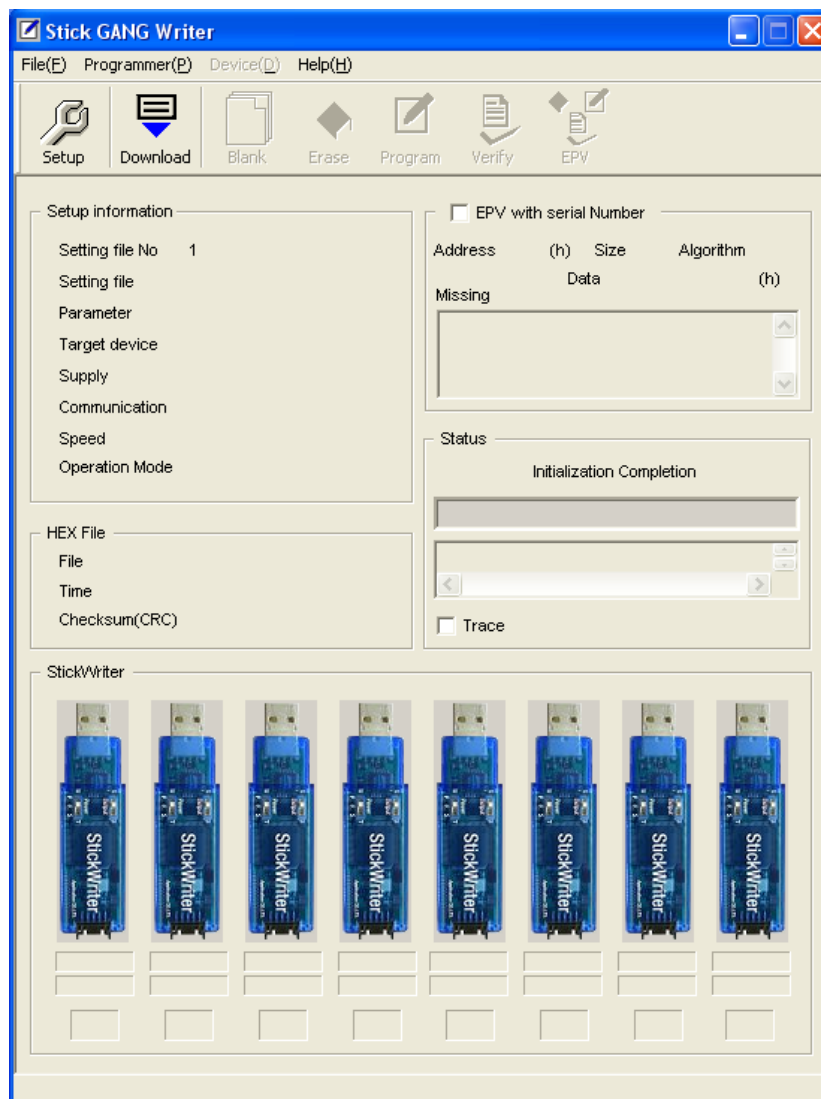 Stick GANG Writer
File(F) Programmer(P) Device(D) Help(H)
Setup Download Blank Erase Program Verify EPV
Setup information
Setting file No 1
Setting file
Parameter
Target device
Supply
Communication
Speed
Operation Mode
HEX File
File
Time
Checksum(CRC)
EPV with serial Number
Address (h) Size Algorithm
Data (h)
Missing
Status
Initialization Completion
Trace
StickWriter
StickWriter StickWriter StickWriter StickWriter StickWriter StickWriter StickWriter StickWriter